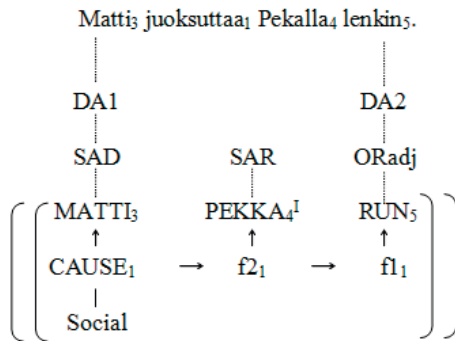 Matti₃ juoksuttaa₁ Pekalla₄ lenkin₅.
DA1 DA2
SAD SAR ORadj
MATTI₃ PEKKA₄ᴵ RUN₅
CAUSE₁ → f2₁ → f1₁
Social